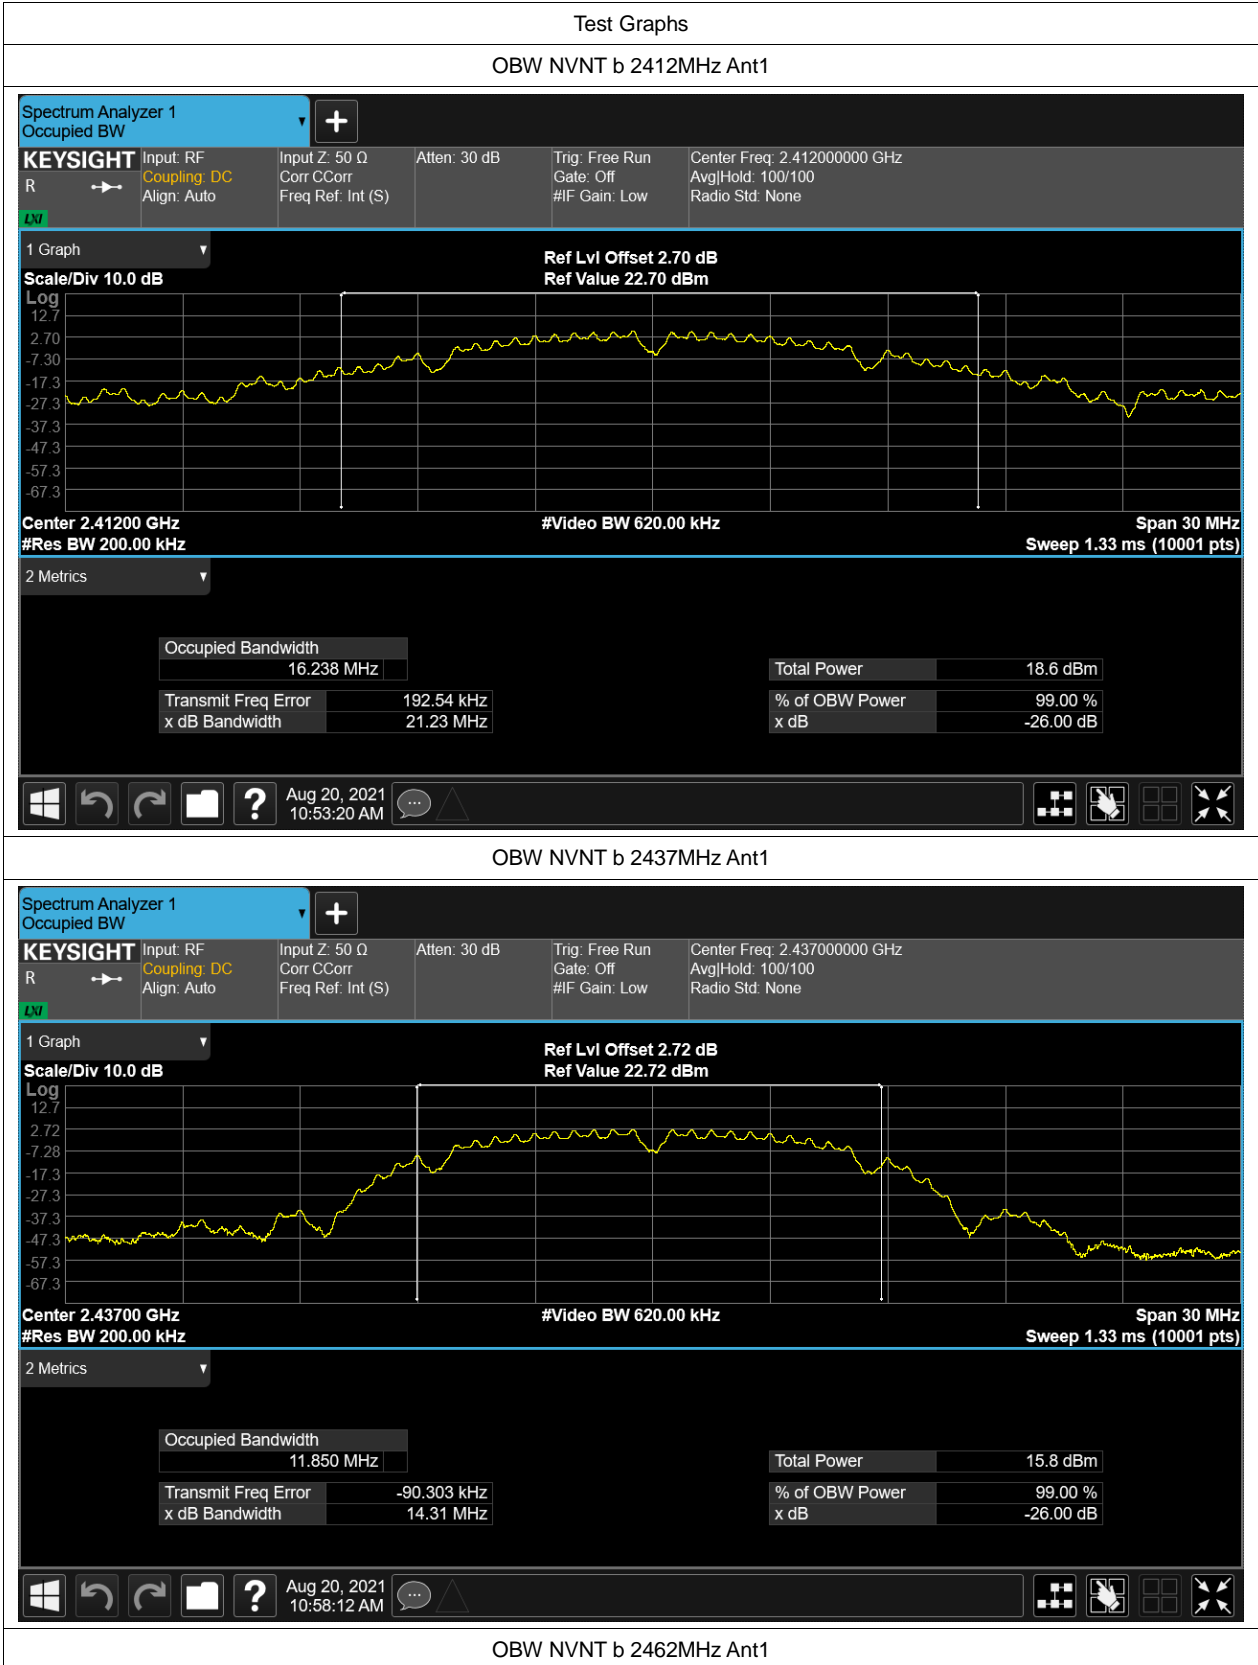 Test Graphs
OBW NVNT b 2412MHz Ant1
Spectrum Analyzer 1
Occupied BW
KEYSIGHT
R
LXI
Input: RF
Coupling: DC
Align: Auto
Input Z: 50 Ω
Corr CCorr
Freq Ref: Int (S)
Atten: 30 dB
Trig: Free Run
Gate: Off
#IF Gain: Low
Center Freq: 2.412000000 GHz
Avg|Hold: 100/100
Radio Std: None
1 Graph
Scale/Div 10.0 dB
Ref Lvl Offset 2.70 dB
Ref Value 22.70 dBm
Log
12.7
2.70
-7.30
-17.3
-27.3
-37.3
-47.3
-57.3
-67.3
Center 2.41200 GHz
#Res BW 200.00 kHz
#Video BW 620.00 kHz
Span 30 MHz
Sweep 1.33 ms (10001 pts)
2 Metrics
Occupied Bandwidth
16.238 MHz
Transmit Freq Error 192.54 kHz
x dB Bandwidth 21.23 MHz
Total Power 18.6 dBm
% of OBW Power 99.00 %
x dB -26.00 dB
?
Aug 20, 2021
10:53:20 AM
OBW NVNT b 2437MHz Ant1
Spectrum Analyzer 1
Occupied BW
KEYSIGHT
R
LXI
Input: RF
Coupling: DC
Align: Auto
Input Z: 50 Ω
Corr CCorr
Freq Ref: Int (S)
Atten: 30 dB
Trig: Free Run
Gate: Off
#IF Gain: Low
Center Freq: 2.437000000 GHz
Avg|Hold: 100/100
Radio Std: None
1 Graph
Scale/Div 10.0 dB
Ref Lvl Offset 2.72 dB
Ref Value 22.72 dBm
Log
12.7
2.72
-7.28
-17.3
-27.3
-37.3
-47.3
-57.3
-67.3
Center 2.43700 GHz
#Res BW 200.00 kHz
#Video BW 620.00 kHz
Span 30 MHz
Sweep 1.33 ms (10001 pts)
2 Metrics
Occupied Bandwidth
11.850 MHz
Transmit Freq Error -90.303 kHz
x dB Bandwidth 14.31 MHz
Total Power 15.8 dBm
% of OBW Power 99.00 %
x dB -26.00 dB
?
Aug 20, 2021
10:58:12 AM
OBW NVNT b 2462MHz Ant1